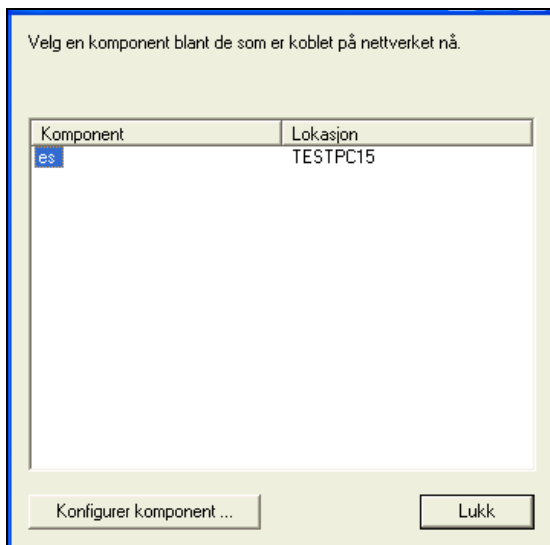 Velg en komponent blant de som er koblet på nettverket nå.
Komponent Lokasjon
es TESTPC15
Konfigurer komponent ... Lukk